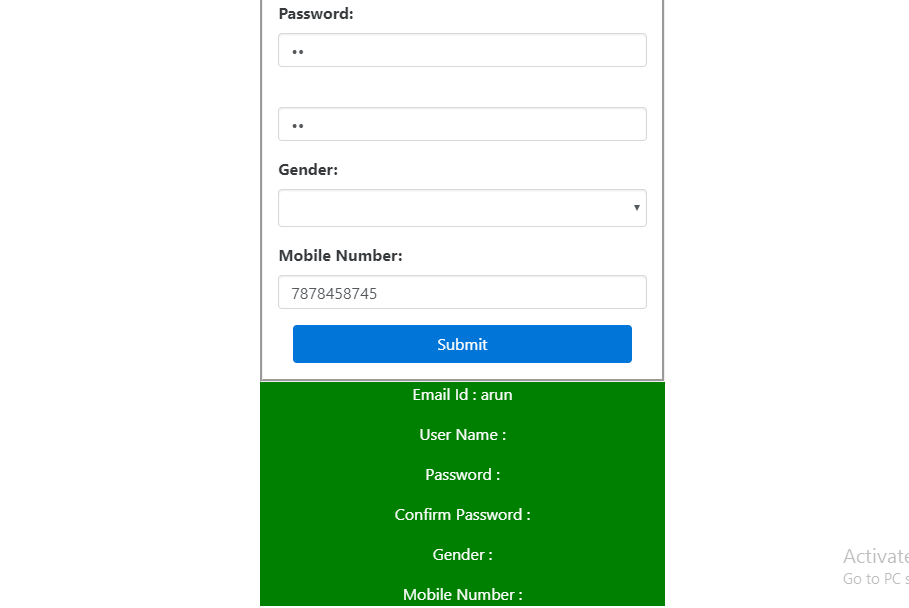 Password:
••
••
Gender:
Mobile Number:
7878458745
Submit
Email Id : arun
User Name :
Password :
Confirm Password :
Gender :
Mobile Number :
Activate
Go to PC s